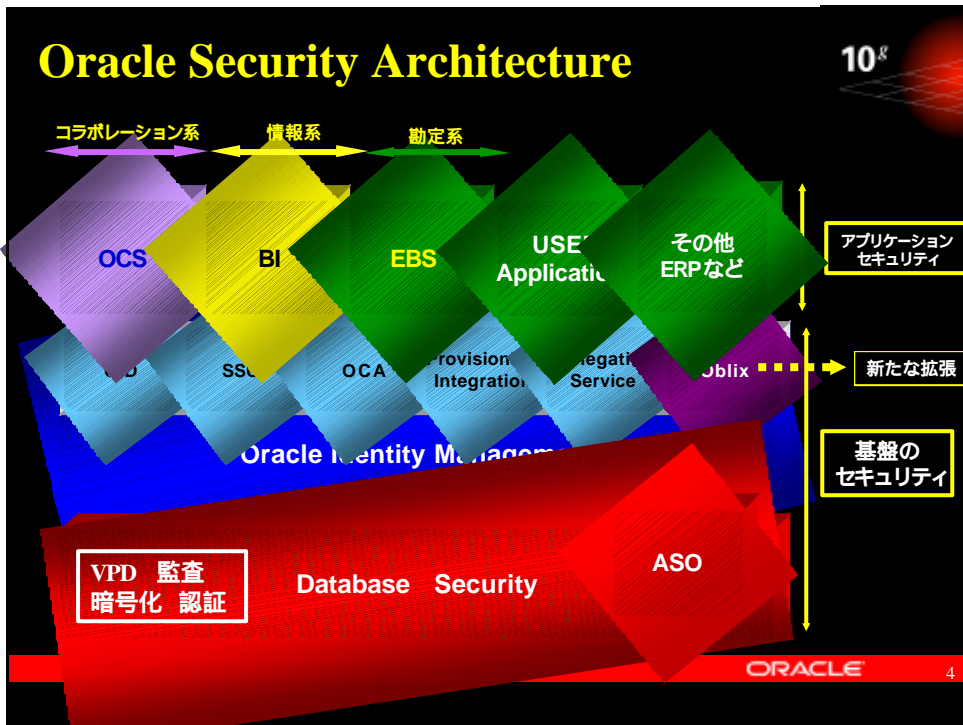 Oracle Security Architecture
10g
コラボレーション系
情報系
勘定系
OCS
BI
EBS
その他
ERPなど
アプリケーション
セキュリティ
OCA
Integration
Service
Oblix
新たな拡張
Oracle
基盤の
セキュリティ
VPD 監査
暗号化 認証
Database Security
ASO
ORACLE
4